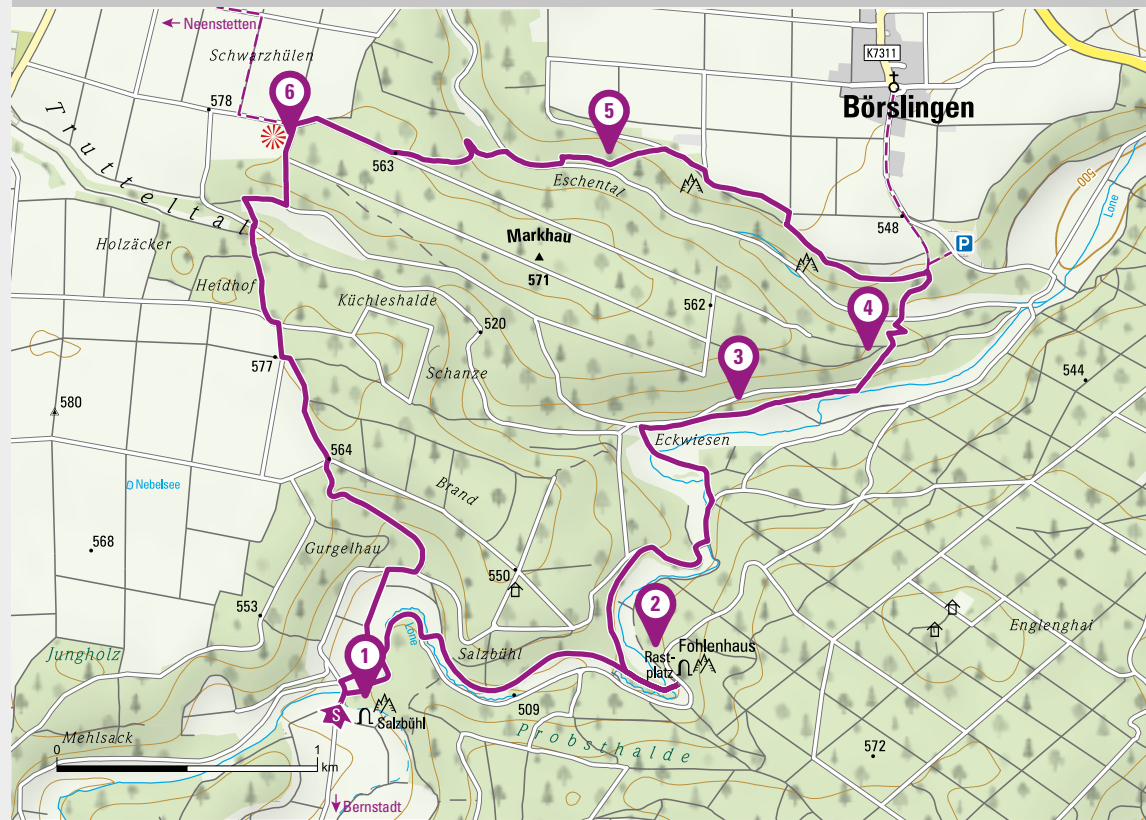 ← Neenstetten
Schwarzhülen
K7311
578
6
5
Börslingen
Trutteltal
563
Eschental
500
Lone
Holzäcker
Markhau
548
P
Heidhof
571
Küchleshalde
562
4
520
577
Schanze
3
544
580
Eckwiesen
564
Nebelsee
Brand
568
Gurgelhau
550
2
553
Englenghai
Lone
Jungholz
1
Salzbühl
Fohlenhaus
Rast-
platz
509
S
Salzbühl
Mehlsack
Probsthalde
572
0
1
km
↓ Bernstadt